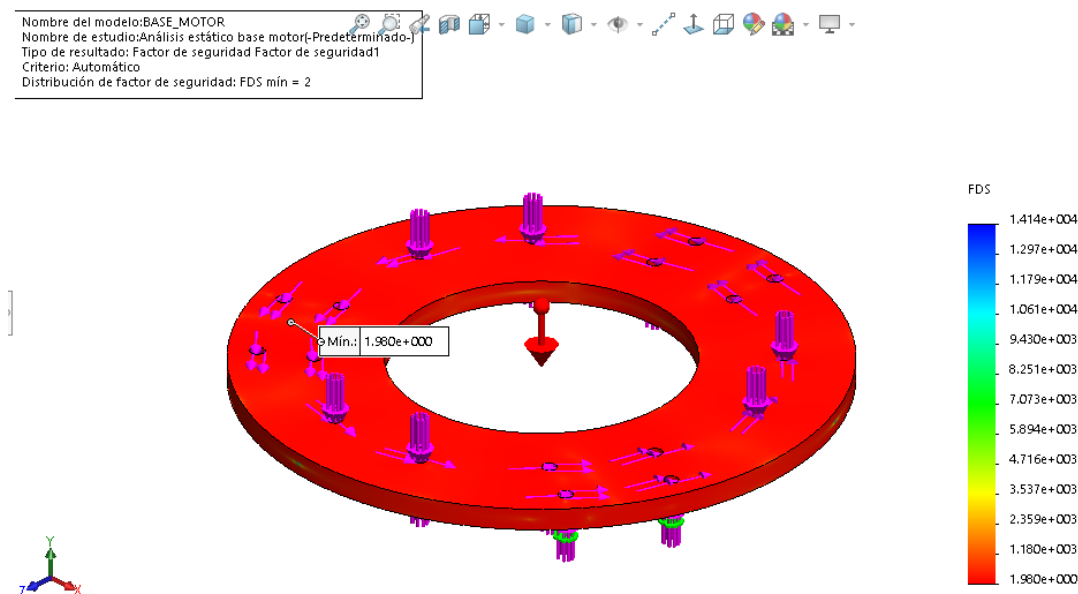 Nombre del modelo:BASE_MOTOR
Nombre de estudio:Análisis estático base motor(-Predeterminado-)
Tipo de resultado: Factor de seguridad Factor de seguridad1
Criterio: Automático
Distribución de factor de seguridad: FDS mín = 2
FDS
1.414e+004
1.297e+004
1.179e+004
1.061e+004
9.430e+003
8.251e+003
7.073e+003
5.894e+003
4.716e+003
3.537e+003
2.359e+003
1.180e+003
1.980e+000
Mín.: 1.980e+000
Y
Z
X